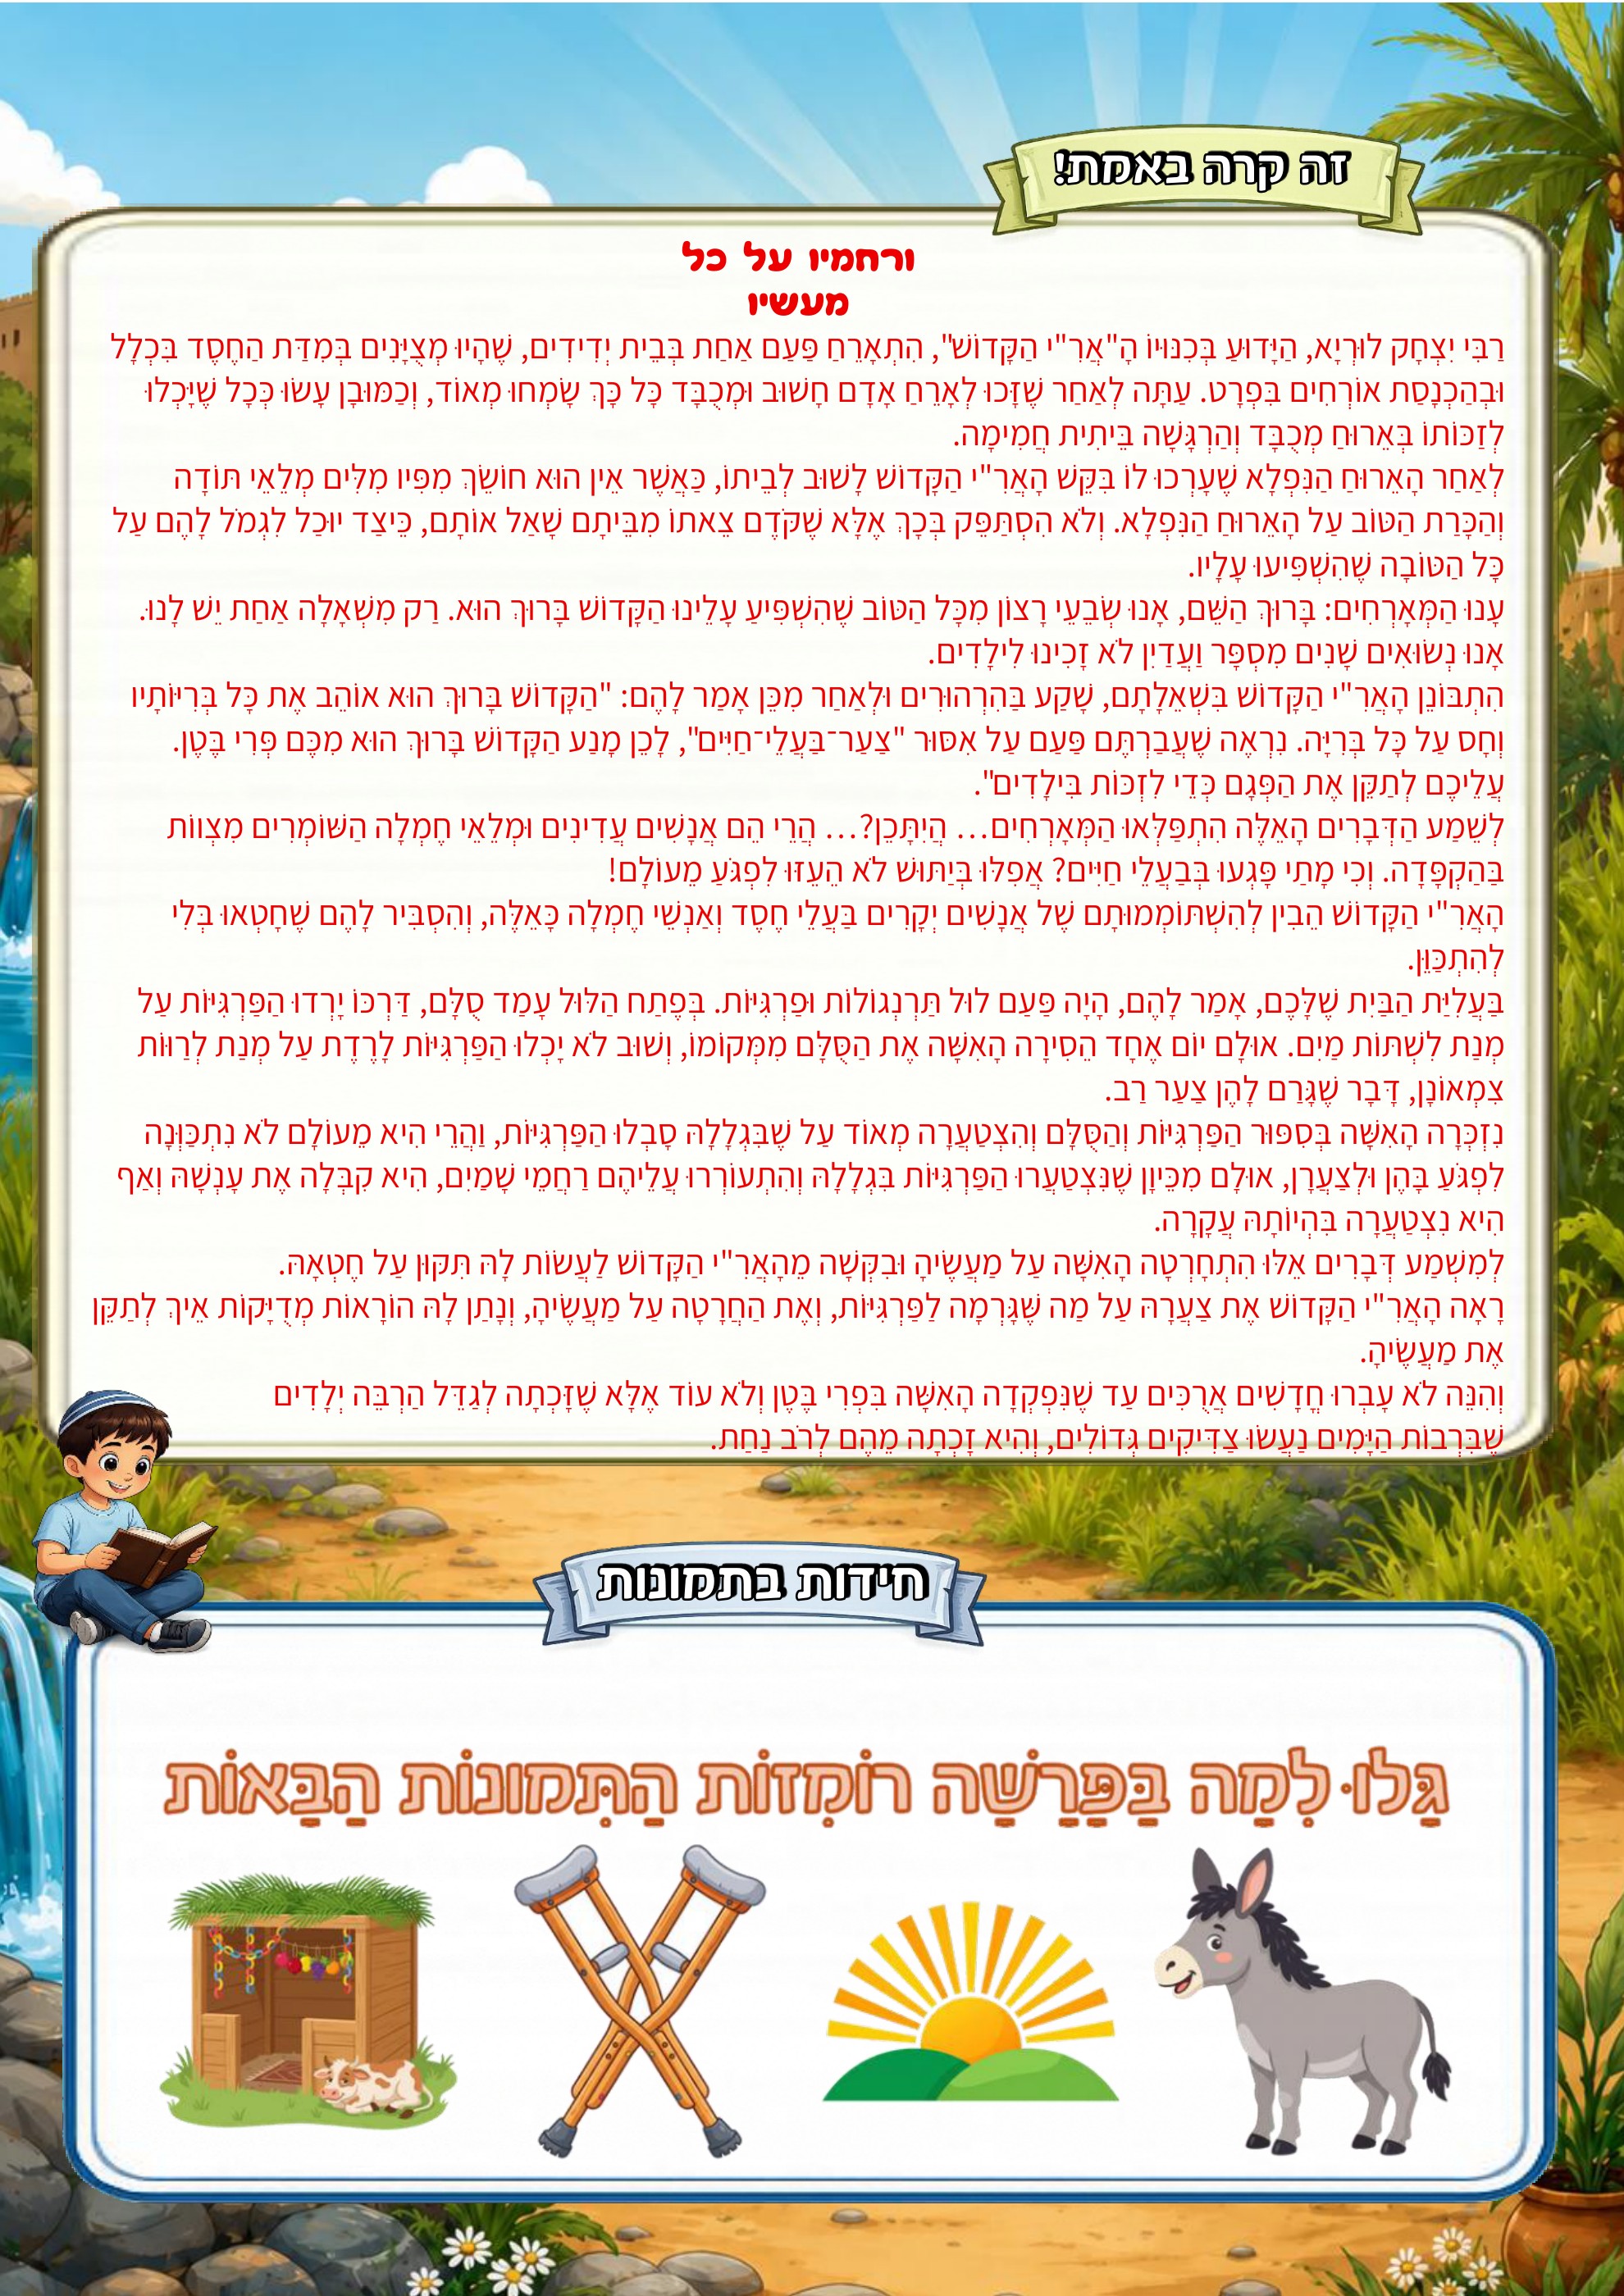 זה קרה באמת!
ורחמיו על כל
מעשיו
רַבִּי יִצְחָק לוּרְיָא, הַיָּדוּעַ בְּכִנּוּיוֹ הָ"אֲרִ"י הַקָּדוֹשׁ", הִתְאָרֵחַ פַּעַם אַחַת בְּבֵית יְדִידִים, שֶׁהָיוּ מְצֻיָּנִים בְּמִדַּת הַחֶסֶד בִּכְלָל
וּבְהַכְנָסַת אוֹרְחִים בִּפְרָט. עַתָּה לְאַחַר שֶׁזָּכוּ לְאָרֵחַ אָדָם חָשׁוּב וּמְכֻבָּד כָּל כָּךְ שָׂמְחוּ מְאוֹד, וְכַמּוּבָן עָשׂוּ כְּכָל שֶׁיָּכְלוּ
לְזַכּוֹתוֹ בְּאֵרוּחַ מְכֻבָּד וְהַרְגָּשָׁה בֵּיתִית חֲמִימָה.
לְאַחַר הָאֵרוּחַ הַנִּפְלָא שֶׁעָרְכוּ לוֹ בִּקֵּשׁ הָאֲרִ"י הַקָּדוֹשׁ לָשׁוּב לְבֵיתוֹ, כַּאֲשֶׁר אֵין הוּא חוֹשֵׂךְ מִפִּיו מִלִּים מְלֵאֵי תּוֹדָה
וְהַכָּרַת הַטּוֹב עַל הָאֵרוּחַ הַנִּפְלָא. וְלֹא הִסְתַּפֵּק בְּכָךְ אֶלָּא שֶׁקֹּדֶם צֵאתוֹ מִבֵּיתָם שָׁאַל אוֹתָם, כֵּיצַד יוּכַל לִגְמֹל לָהֶם עַל
כָּל הַטּוֹבָה שֶׁהִשְׁפִּיעוּ עָלָיו.
עָנוּ הַמְּאָרְחִים: בָּרוּךְ הַשֵּׁם, אָנוּ שְׂבֵעֵי רָצוֹן מִכָּל הַטּוֹב שֶׁהִשְׁפִּיעַ עָלֵינוּ הַקָּדוֹשׁ בָּרוּךְ הוּא. רַק מִשְׁאָלָה אַחַת יֵשׁ לָנוּ.
אָנוּ נְשׂוּאִים שָׁנִים מִסְפָּר וַעֲדַיִן לֹא זָכִינוּ לִילָדִים.
הִתְבּוֹנֵן הָאֲרִ"י הַקָּדוֹשׁ בִּשְׁאֵלָתָם, שָׁקַע בַּהִרְהוּרִים וּלְאַחַר מִכֵּן אָמַר לָהֶם: "הַקָּדוֹשׁ בָּרוּךְ הוּא אוֹהֵב אֶת כָּל בְּרִיּוֹתָיו
וְחָס עַל כָּל בְּרִיָּה. נִרְאֶה שֶׁעֲבַרְתֶּם פַּעַם עַל אִסּוּר "צַעַר־בַּעֲלֵי־חַיִּים", לָכֵן מָנַע הַקָּדוֹשׁ בָּרוּךְ הוּא מִכֶּם פְּרִי בֶּטֶן.
עֲלֵיכֶם לְתַקֵּן אֶת הַפְּגָם כְּדֵי לִזְכּוֹת בִּילָדִים".
לְשֵׁמַע הַדְּבָרִים הָאֵלֶּה הִתְפַּלְּאוּ הַמְּאָרְחִים... הֲיִתָּכֵן?... הֲרֵי הֵם אֲנָשִׁים עֲדִינִים וּמְלֵאֵי חֶמְלָה הַשּׁוֹמְרִים מִצְווֹת
בַּהַקְפָּדָה. וְכִי מָתַי פָּגְעוּ בְּבַעֲלֵי חַיִּים? אֲפִלּוּ בְּיַתּוּשׁ לֹא הֵעֵזּוּ לִפְגֹּעַ מֵעוֹלָם!
הָאֲרִ"י הַקָּדוֹשׁ הֵבִין לְהִשְׁתּוֹמְמוּתָם שֶׁל אֲנָשִׁים יְקָרִים בַּעֲלֵי חֶסֶד וְאַנְשֵׁי חֶמְלָה כָּאֵלֶּה, וְהִסְבִּיר לָהֶם שֶׁחָטְאוּ בְּלִי
לְהִתְכַּוֵּן.
בַּעֲלִיַּת הַבַּיִת שֶׁלָּכֶם, אָמַר לָהֶם, הָיָה פַּעַם לוּל תַּרְנְגוֹלוֹת וּפַרְגִּיּוֹת. בְּפֶתַח הַלּוּל עָמַד סֻלָּם, דַּרְכּוֹ יָרְדוּ הַפַּרְגִּיּוֹת עַל
מְנַת לִשְׁתּוֹת מַיִם. אוּלָם יוֹם אֶחָד הֵסִירָה הָאִשָּׁה אֶת הַסֻּלָּם מִמְּקוֹמוֹ, וְשׁוּב לֹא יָכְלוּ הַפַּרְגִּיּוֹת לָרֶדֶת עַל מְנַת לְרַוּוֹת
צִמְאוֹנָן, דָּבָר שֶׁגָּרַם לָהֶן צַעַר רַב.
נִזְכְּרָה הָאִשָּׁה בְּסִפּוּר הַפַּרְגִּיּוֹת וְהַסֻּלָּם וְהִצְטַעֲרָה מְאוֹד עַל שֶׁבִּגְלָלָהּ סָבְלוּ הַפַּרְגִּיּוֹת, וַהֲרֵי הִיא מֵעוֹלָם לֹא נִתְכַּוְּנָה
לִפְגֹּעַ בָּהֶן וּלְצַעֲרָן, אוּלָם מִכֵּיוָן שֶׁנִּצְטַעֲרוּ הַפַּרְגִּיּוֹת בִּגְלָלָהּ וְהִתְעוֹרְרוּ עֲלֵיהֶם רַחֲמֵי שָׁמַיִם, הִיא קִבְּלָה אֶת עָנְשָׁהּ וְאַף
הִיא נִצְטַעֲרָה בִּהְיוֹתָהּ עֲקָרָה.
לְמִשְׁמַע דְּבָרִים אֵלּוּ הִתְחָרְטָה הָאִשָּׁה עַל מַעֲשֶׂיהָ וּבִקְּשָׁה מֵהָאֲרִ"י הַקָּדוֹשׁ לַעֲשׂוֹת לָהּ תִּקּוּן עַל חֶטְאָהּ.
רָאָה הָאֲרִ"י הַקָּדוֹשׁ אֶת צַעֲרָהּ עַל מַה שֶּׁגָּרְמָה לַפַּרְגִּיּוֹת, וְאֶת הַחֲרָטָה עַל מַעֲשֶׂיהָ, וְנָתַן לָהּ הוֹרָאוֹת מְדֻיָּקוֹת אֵיךְ לְתַקֵּן
אֶת מַעֲשֶׂיהָ.
וְהִנֵּה לֹא עָבְרוּ חֳדָשִׁים אֲרֻכִּים עַד שֶׁנִּפְקְדָה הָאִשָּׁה בִּפְרִי בֶּטֶן וְלֹא עוֹד אֶלָּא שֶׁזָּכְתָה לְגַדֵּל הַרְבֵּה יְלָדִים
שֶׁבִּרְבוֹת הַיָּמִים נַעֲשׂוּ צַדִּיקִים גְּדוֹלִים, וְהִיא זָכְתָה מֵהֶם לְרֹב נַחַת.
חידות בתמונות
גַּלוּ לְמַה בַּפָּרָשָׁה רוֹמְזוֹת הַתְּמוּנוֹת הַבָּאוֹת